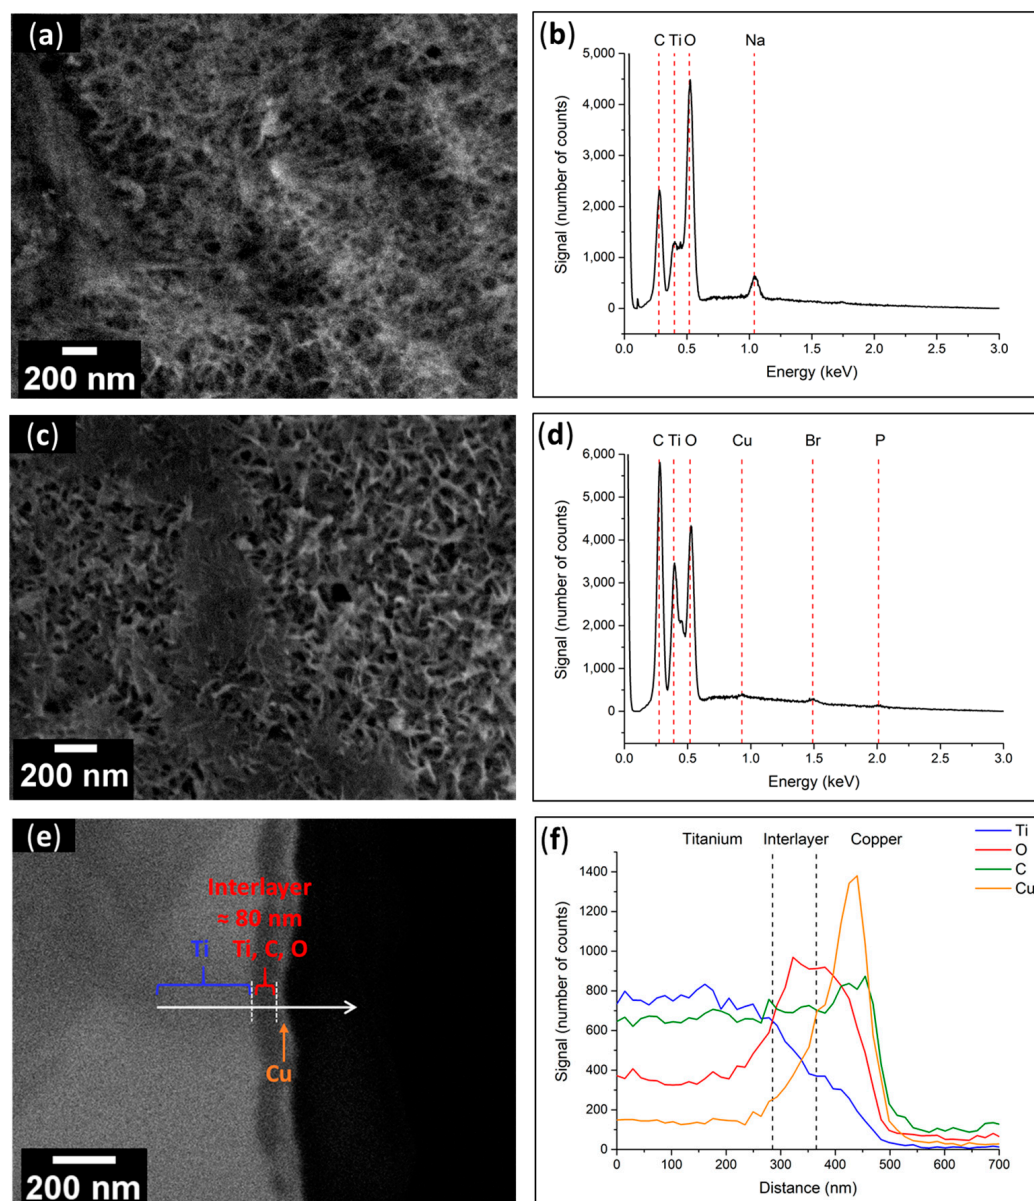 (a)
200 nm
(b)
C Ti O Na
5,000
4,000
3,000
2,000
1,000
0
Signal (number of counts)
0.0 0.5 1.0 1.5 2.0 2.5 3.0
Energy (keV)
(c)
200 nm
(d)
C Ti O Cu Br P
6,000
5,000
4,000
3,000
2,000
1,000
0
Signal (number of counts)
0.0 0.5 1.0 1.5 2.0 2.5 3.0
Energy (keV)
(e)
Interlayer
≈ 80 nm
Ti Ti, C, O
Cu
200 nm
(f)
Titanium Interlayer Copper
Ti
O
C
Cu
1400
1200
1000
800
600
400
200
0
Signal (number of counts)
0 100 200 300 400 500 600 700
Distance (nm)